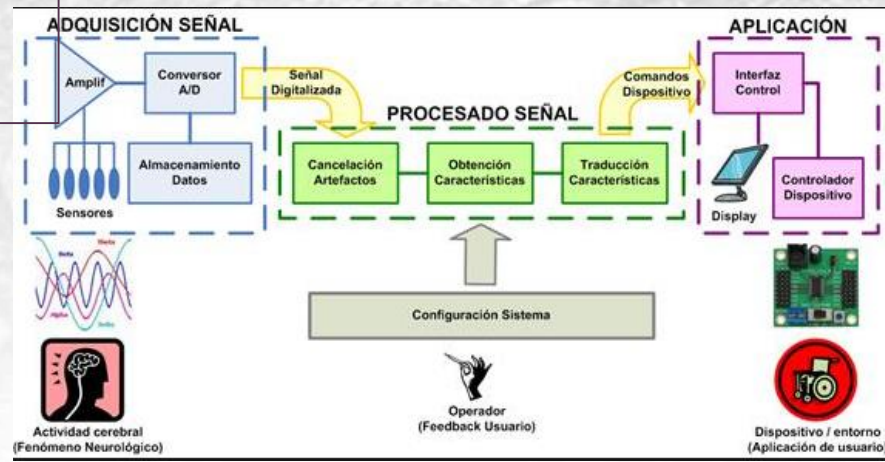 ADQUISICIÓN SEÑAL
Amplif
Conversor
A/D
Almacenamiento
Datos
Sensores
Señal
Digitalizada
PROCESADO SEÑAL
Cancelación
Artefactos
Obtención
Características
Traducción
Características
Comandos
Dispositivo
APLICACIÓN
Interfaz
Control
Display
Controlador
Dispositivo
Configuración Sistema
Beta
Alpha
Actividad cerebral
(Fenómeno Neurológico)
Operador
(Feedback Usuario)
Dispositivo / entorno
(Aplicación de usuario)